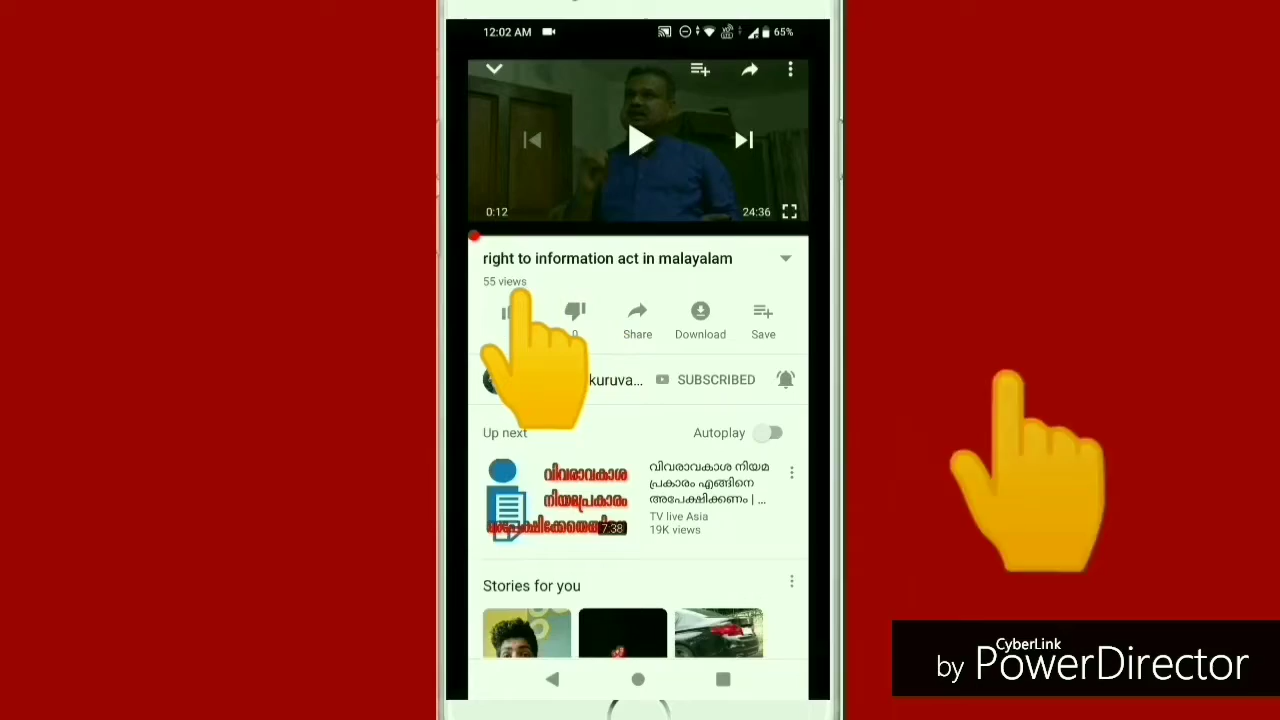 12:02 AM
65%
0:12
24:36
right to information act in malayalam
55 views
0
Share
Download
Save
kuruva...
SUBSCRIBED
Up next
Autoplay
വിവരാവകാശ
നിയമപ്രകാരം
7:38
വിവരാവകാശ നിയമ
പ്രകാരം എങ്ങിനെ
അപേക്ഷിക്കണം | ...
TV live Asia
19K views
Stories for you
CyberLink
by PowerDirector